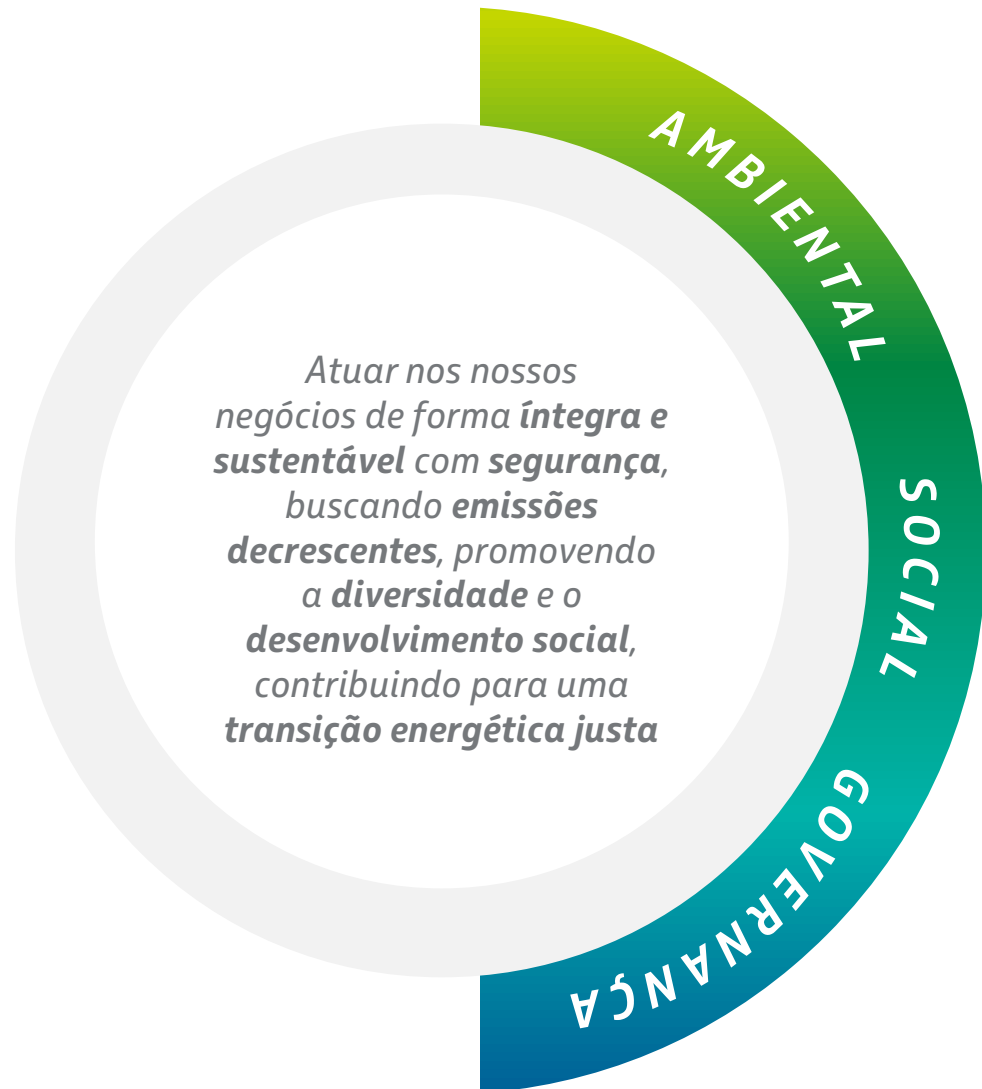 Atuar nos nossos
negócios de forma íntegra e
sustentável com segurança,
buscando emissões
decrescentes, promovendo
a diversidade e o
desenvolvimento social,
contribuindo para uma
transição energética justa
AMBIENTAL
SOCIAL
GOVERNANÇA